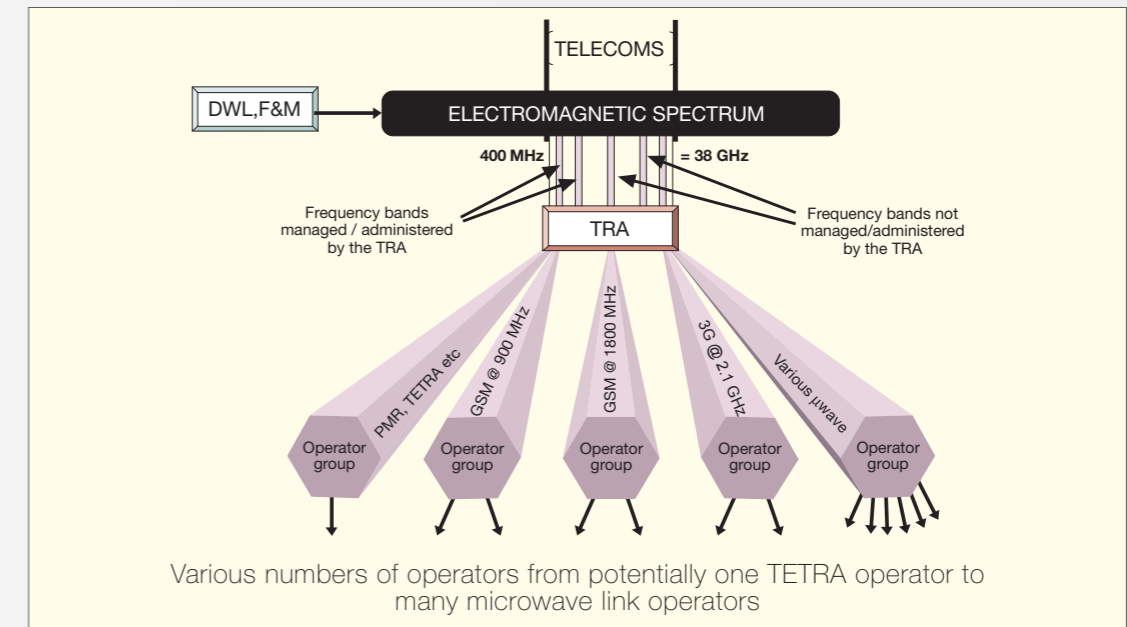 TELECOMS
DWL,F&M
ELECTROMAGNETIC SPECTRUM
400 MHz
= 38 GHz
Frequency bands
managed / administered
by the TRA
TRA
Frequency bands not
managed/administered
by the TRA
PMR, TETRA etc
GSM @ 900 MHz
GSM @ 1800 MHz
3G @ 2.1 GHz
Various µwave
Operator
group
Operator
group
Operator
group
Operator
group
Operator
group
Various numbers of operators from potentially one TETRA operator to
many microwave link operators